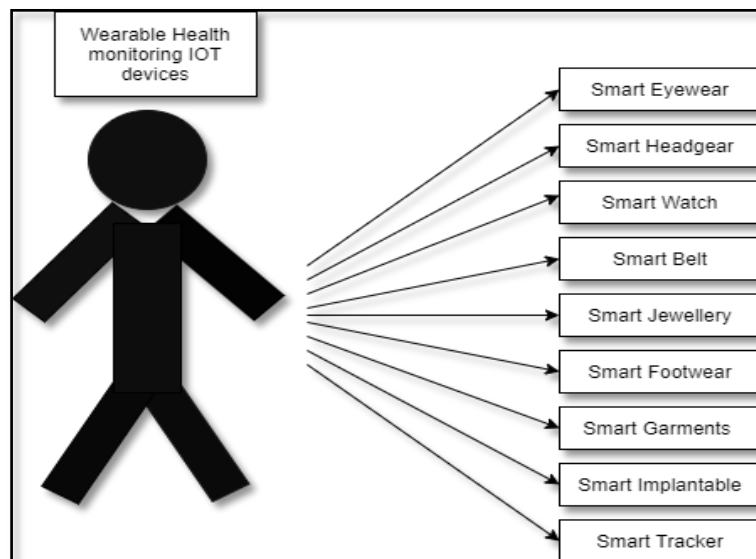 Wearable Health
monitoring IOT
devices
Smart Eyewear
Smart Headgear
Smart Watch
Smart Belt
Smart Jewellery
Smart Footwear
Smart Garments
Smart Implantable
Smart Tracker